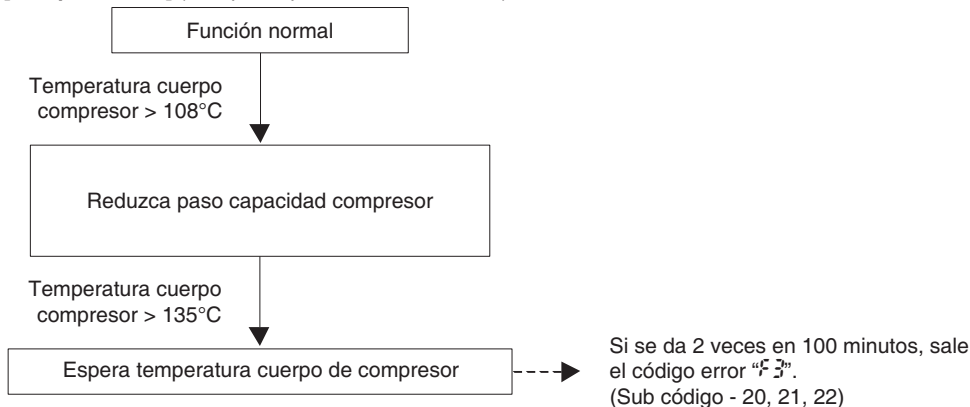 Función normal
Temperatura cuerpo
compresor > 108°C
Reduzca paso capacidad compresor
Temperatura cuerpo
compresor > 135°C
Espera temperatura cuerpo de compresor
Si se da 2 veces en 100 minutos, sale
el código error “F3”.
(Sub código - 20, 21, 22)